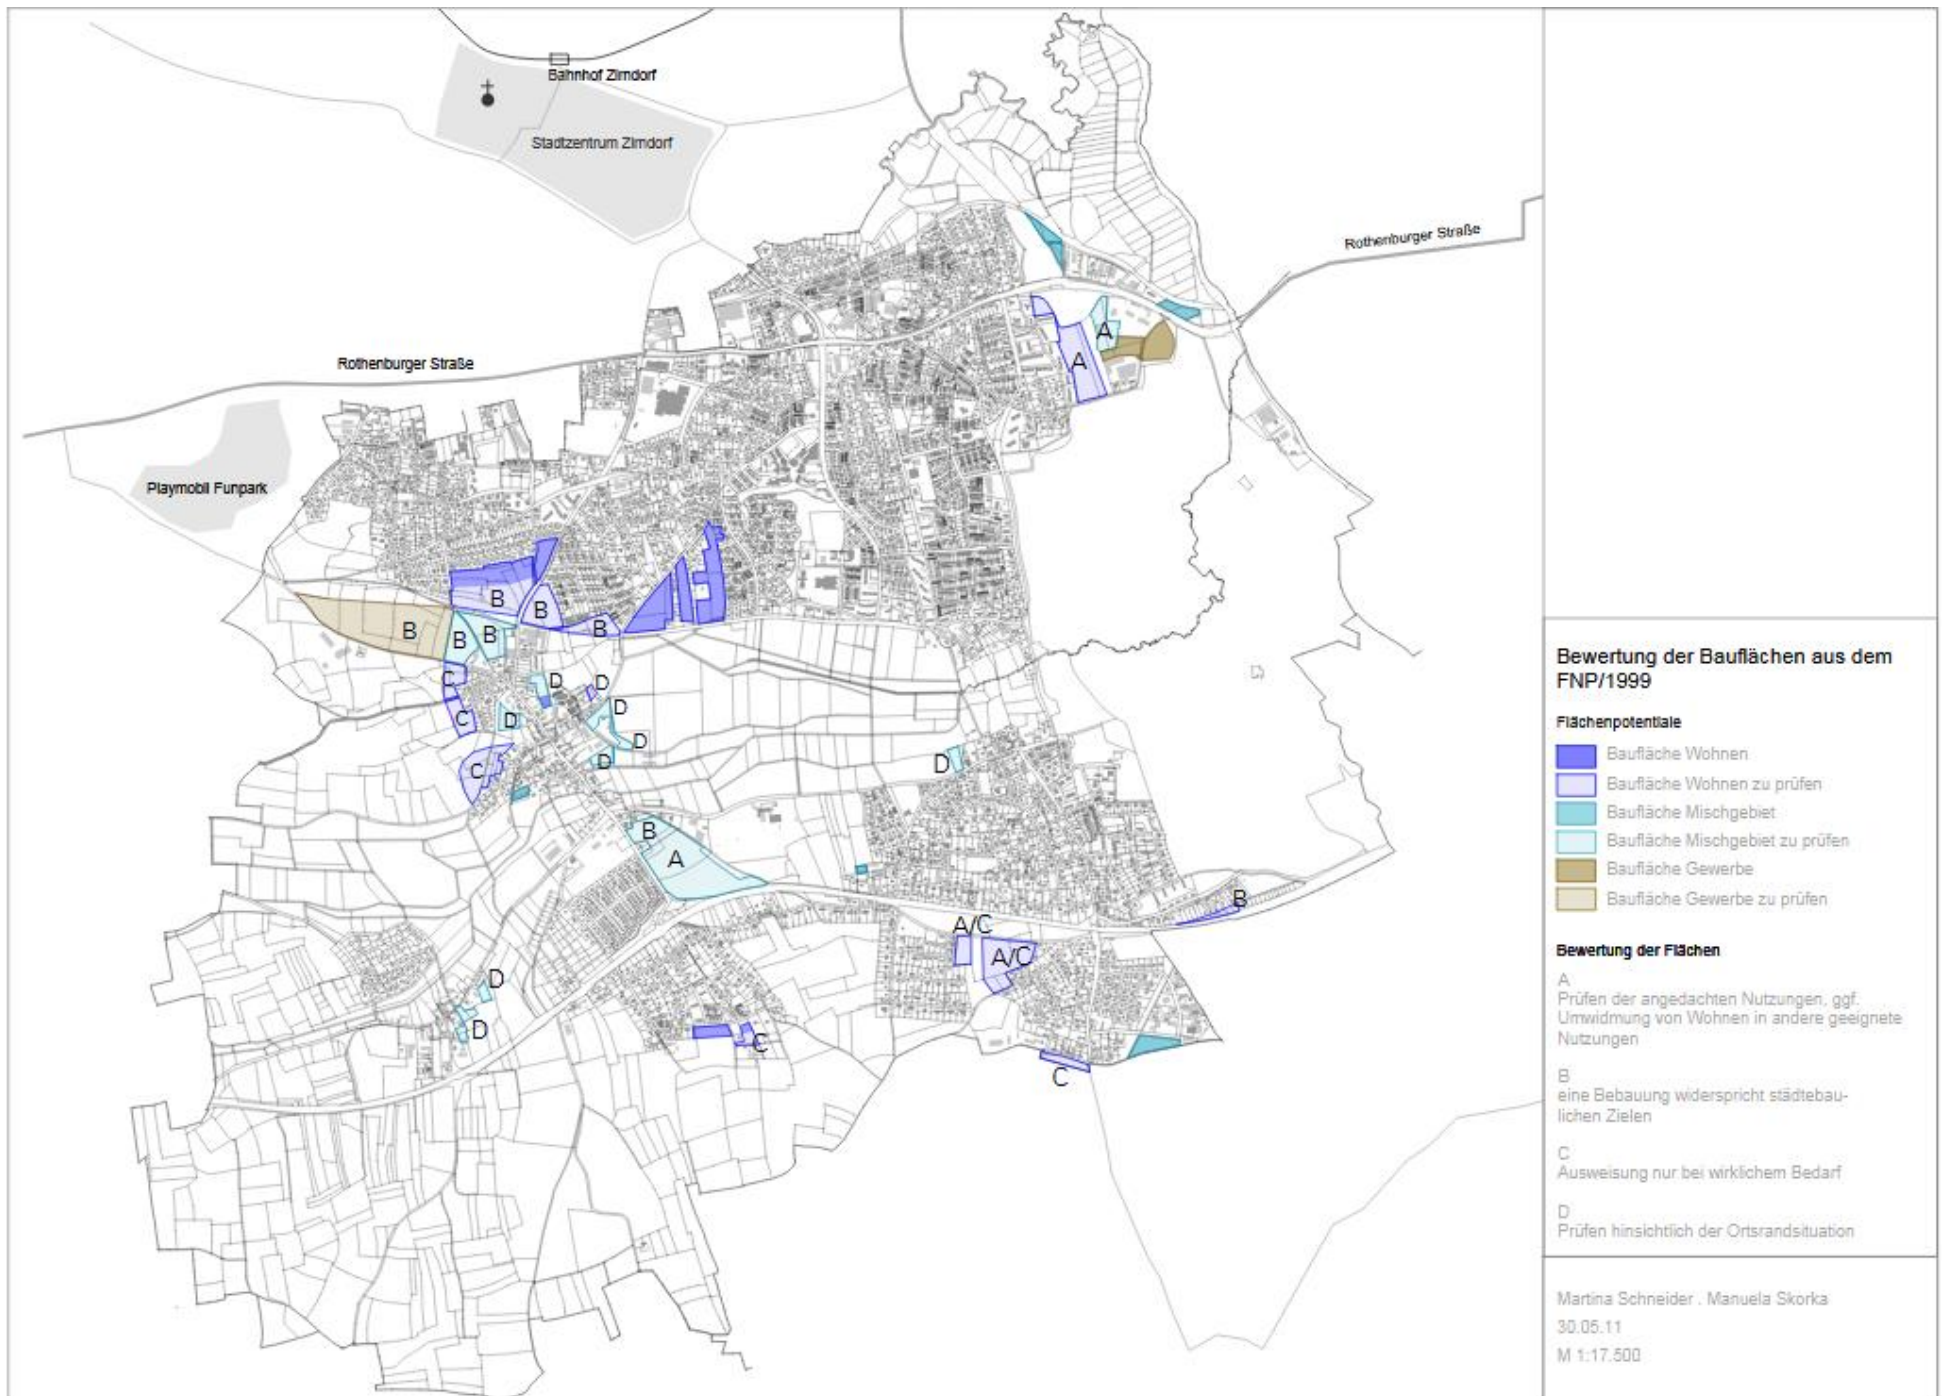 Bahnhof Zirndorf
Stadtzentrum Zirndorf
Rothenburger Straße
Rothenburger Straße
Playmobil Funpark
A
A
B
B
B
B
B
B
C
C
C
D
D
D
D
D
D
D
B
A
B
A/C
A/C
D
D
C
C
Bewertung der Bauflächen aus dem
FNP/1999
Flächenpotentiale
Baufläche Wohnen
Baufläche Wohnen zu prüfen
Baufläche Mischgebiet
Baufläche Mischgebiet zu prüfen
Baufläche Gewerbe
Baufläche Gewerbe zu prüfen
Bewertung der Flächen
A
Prüfen der angedachten Nutzungen, ggf.
Umwidmung von Wohnen in andere geeignete
Nutzungen
B
eine Bebauung widerspricht städtebau-
lichen Zielen
C
Ausweisung nur bei wirklichem Bedarf
D
Prüfen hinsichtlich der Ortsrandsituation
Martina Schneider . Manuela Skorka
30.05.11
M 1:17.500